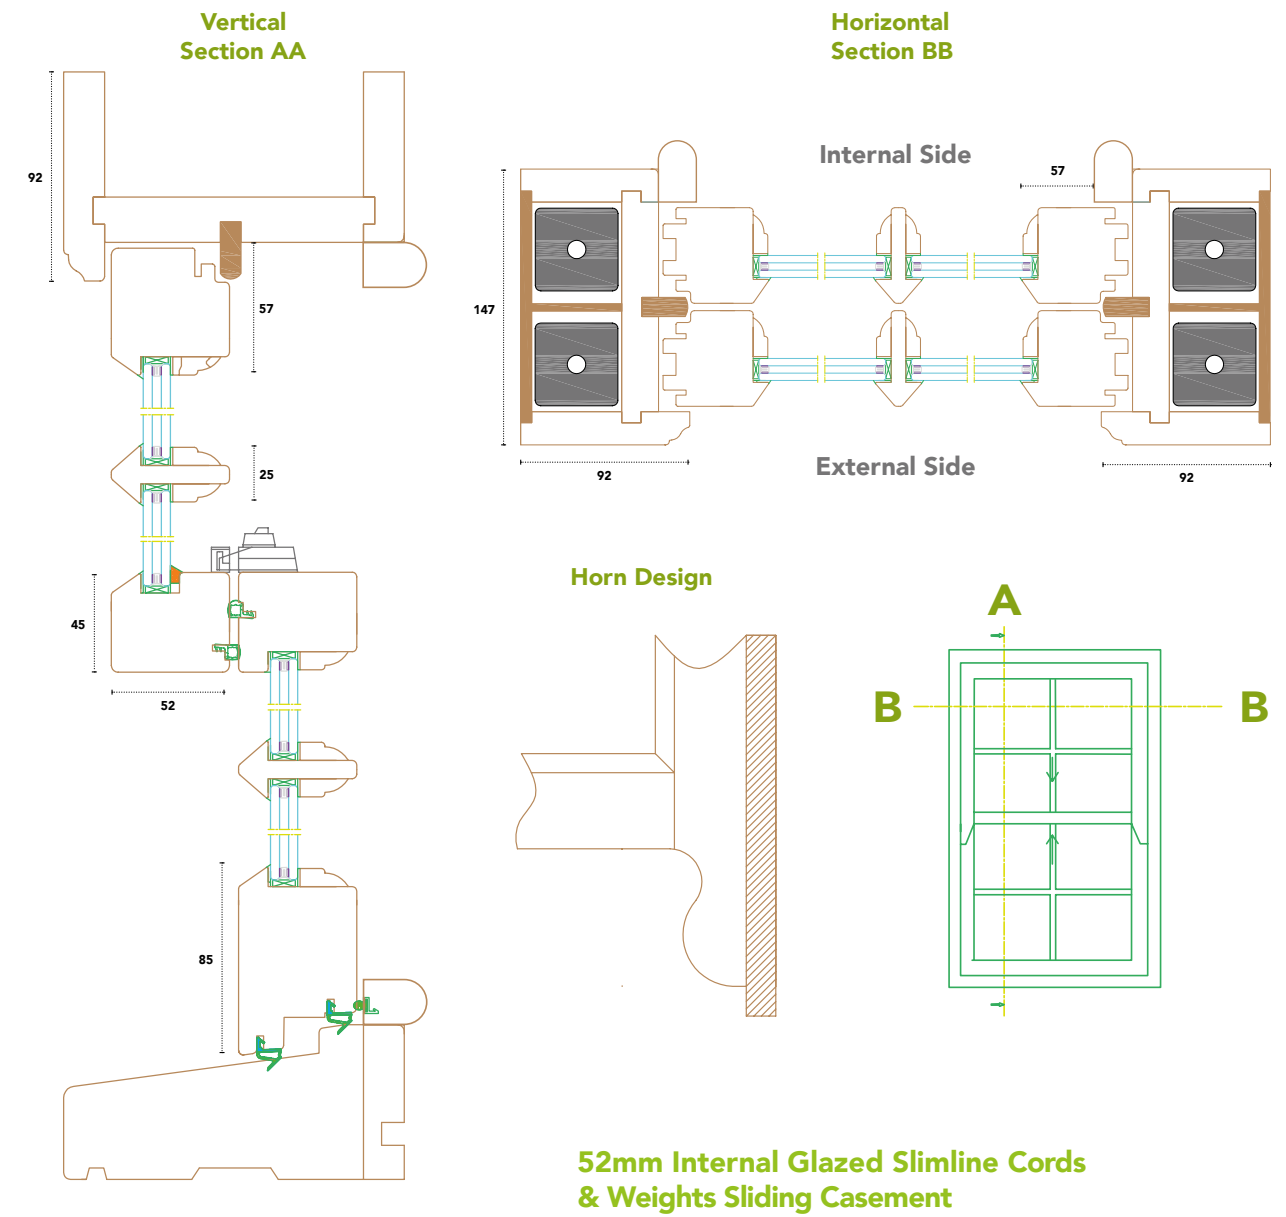 Vertical
Section AA
Horizontal
Section BB
Internal Side
57
92
57
147
25
External Side
92
92
Horn Design
45
52
A
B
B
85
52mm Internal Glazed Slimline Cords
& Weights Sliding Casement